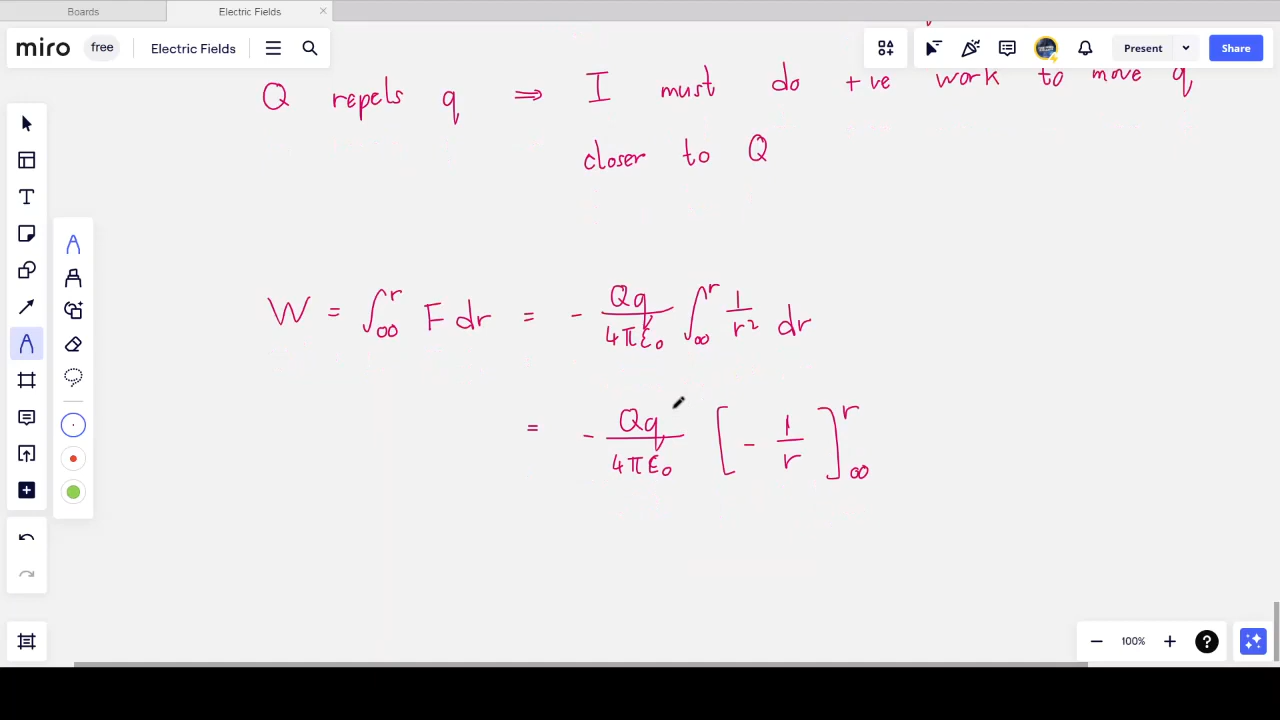 Boards
Electric Fields
miro free Electric Fields
Present Share
Q repels q ⇒ I must do +ve work to move q
closer to Q
W = ∫_∞^r F dr = - Qq/4πε₀ ∫_∞^r 1/r² dr
= - Qq/4πε₀ [- 1/r]_∞^r
100%